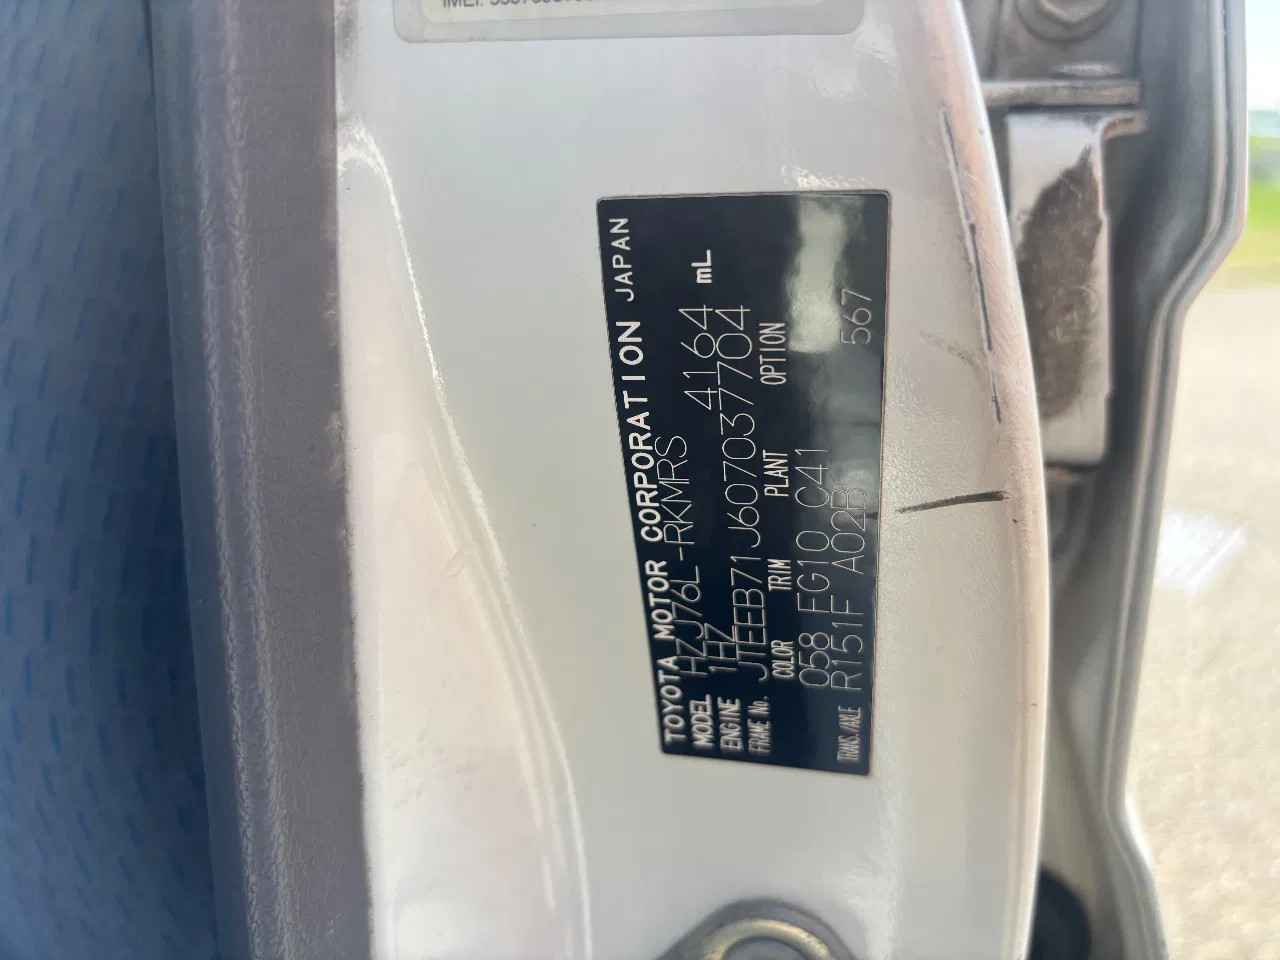 TOYOTA MOTOR CORPORATION JAPAN
MODEL HZJ76L-RKMRS
ENGINE 1HZ 4164 mL
FRAME No. JTEEB71J607037704
COLOR TRIM PLANT OPTION
058 FG10 C41
TRANS./AXLE R151F A02B 567
IMEI: